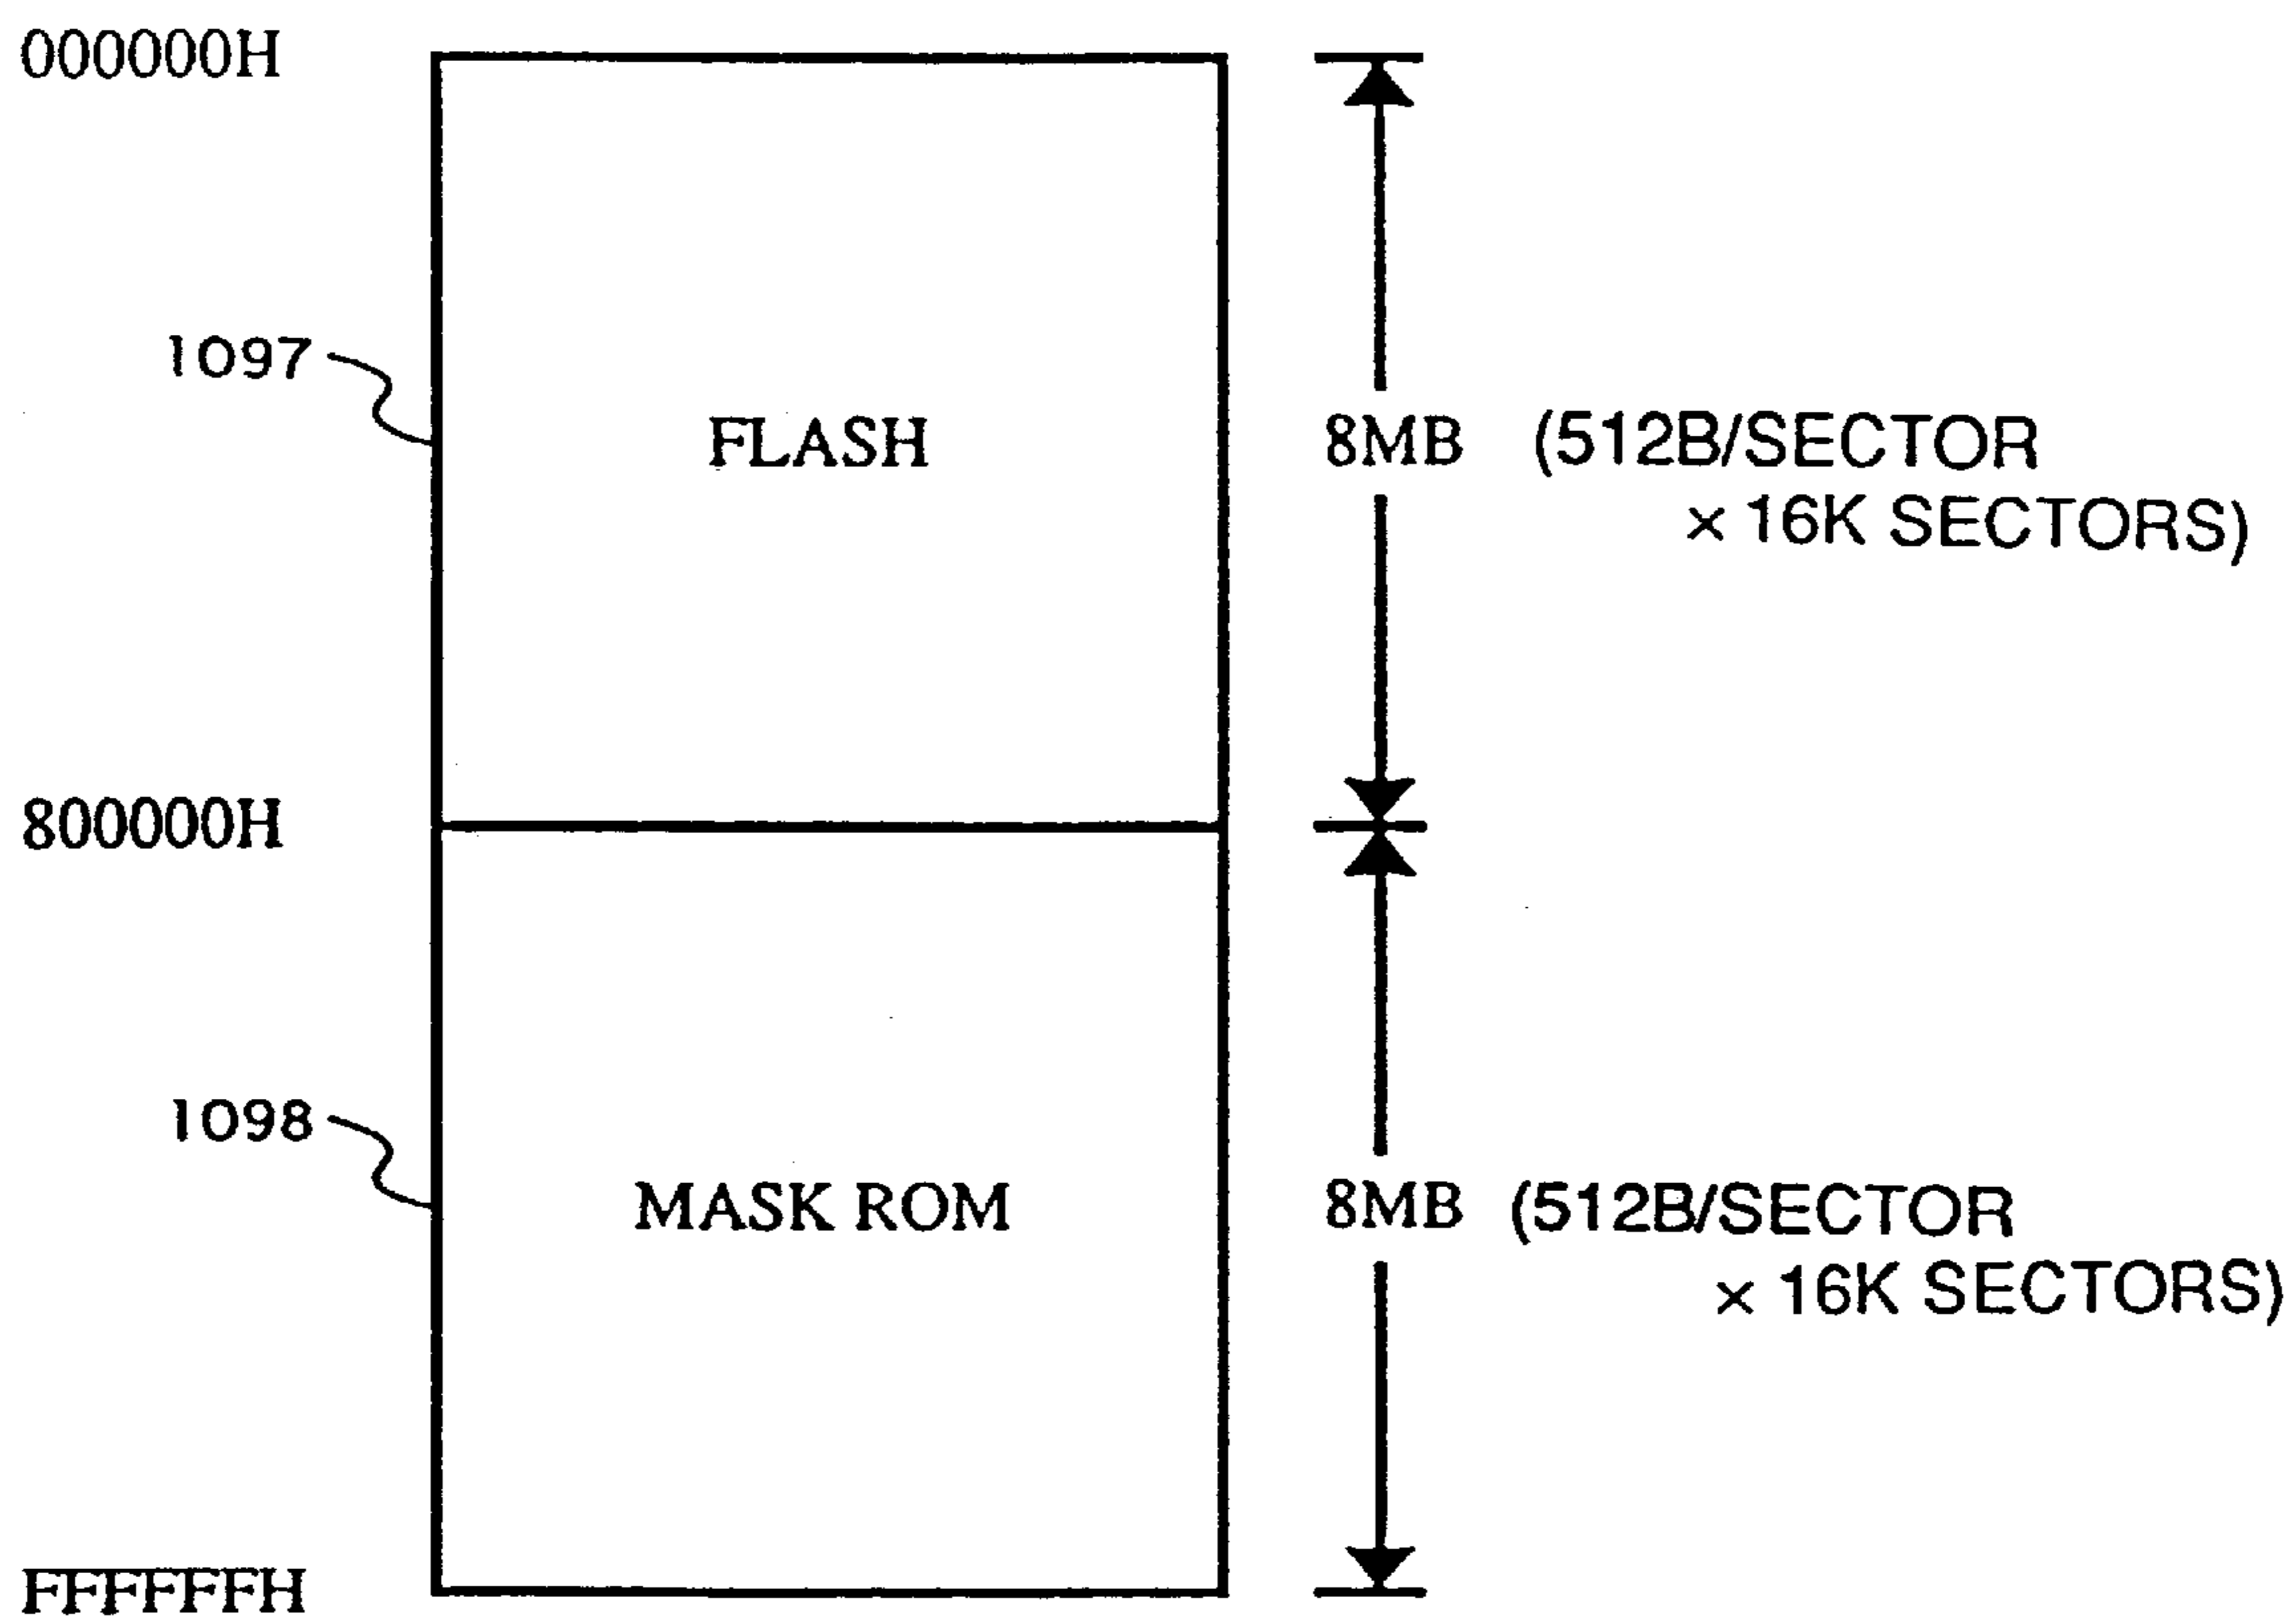 000000H
1097
FLASH
8MB (512B/SECTOR
× 16K SECTORS)
800000H
1098
MASK ROM
8MB (512B/SECTOR
× 16K SECTORS)
FFFFFFH